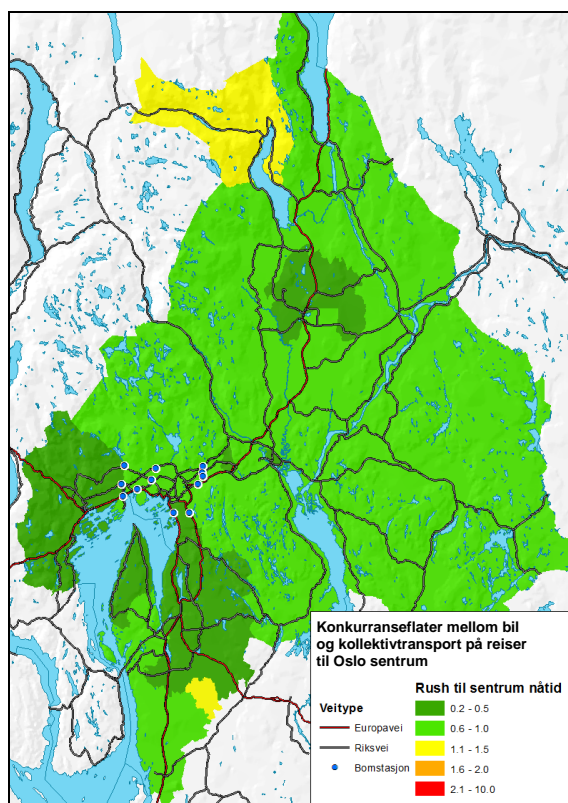 Konkurranseflater mellom bil
og kollektivtransport på reiser
til Oslo sentrum
Rush til sentrum nåtid
Veitype
Europavei
Riksvei
Bomstasjon
0.2 - 0.5
0.6 - 1.0
1.1 - 1.5
1.6 - 2.0
2.1 - 10.0